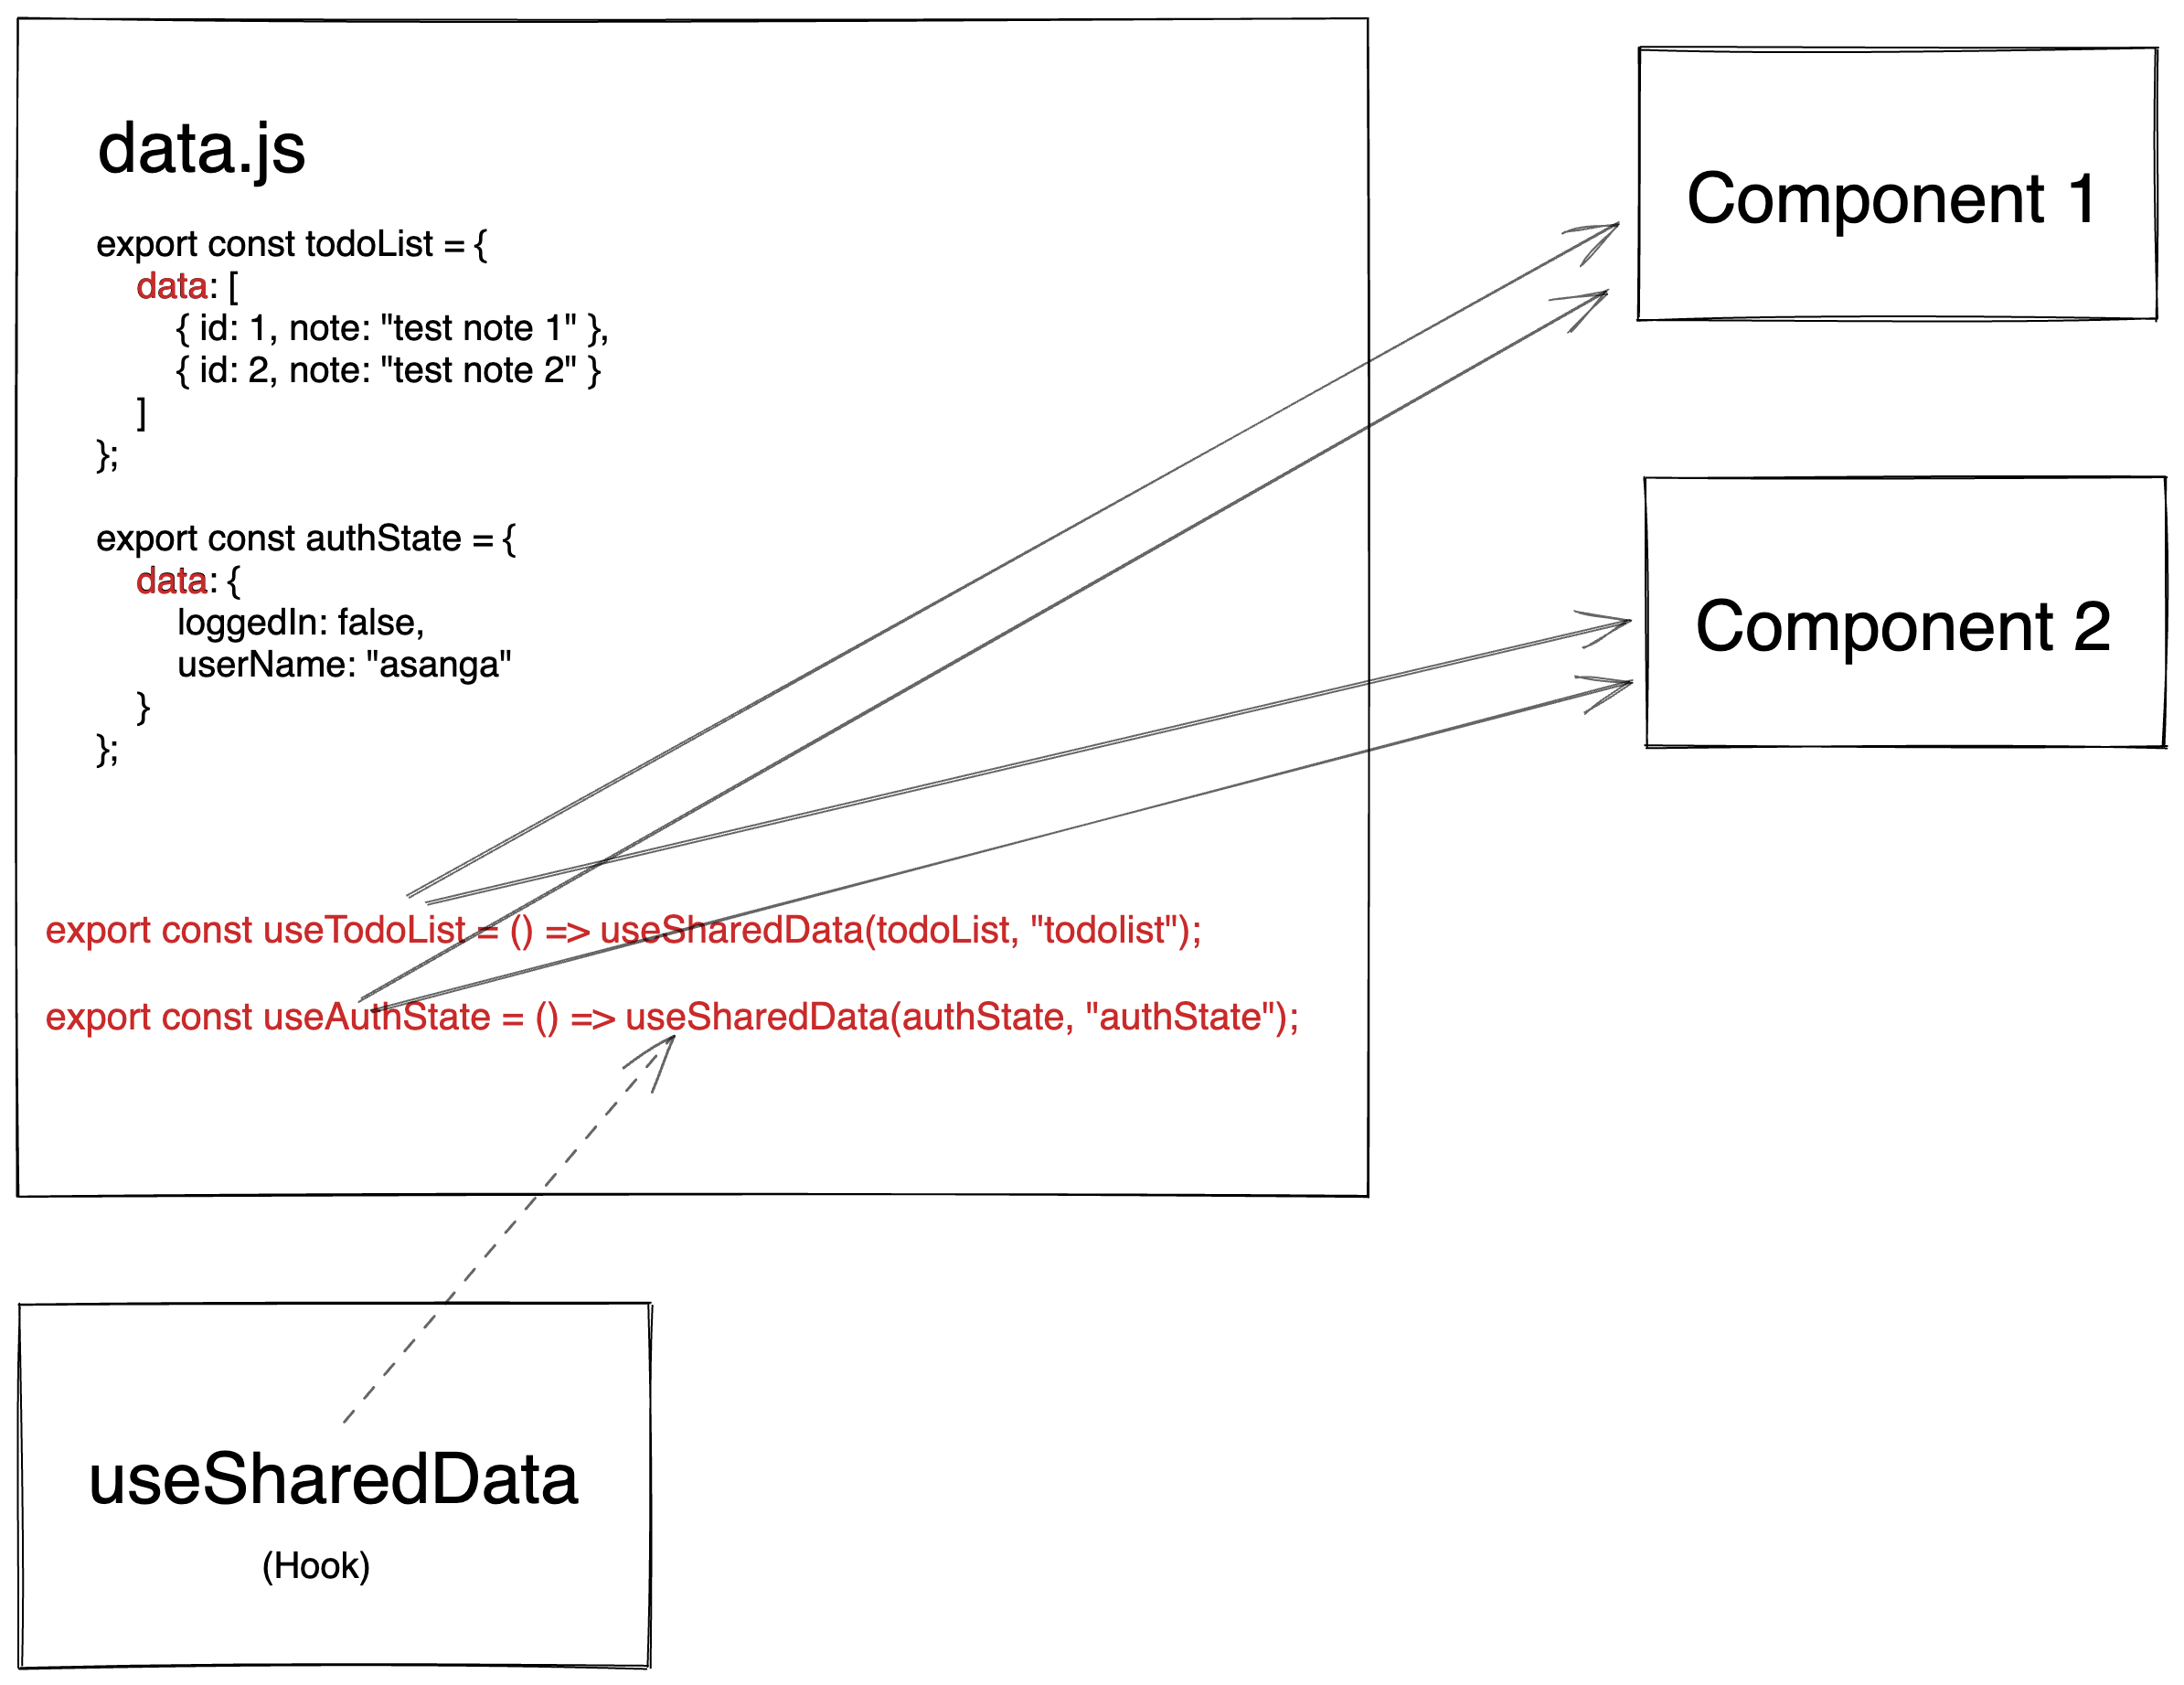 data.js
export const todoList = {
data: [
{ id: 1, note: "test note 1" },
{ id: 2, note: "test note 2" }
]
};
export const authState = {
data: {
loggedIn: false,
userName: "asanga"
}
};
export const useTodoList = () => useSharedData(todoList, "todolist");
export const useAuthState = () => useSharedData(authState, "authState");
Component 1
Component 2
useSharedData
(Hook)